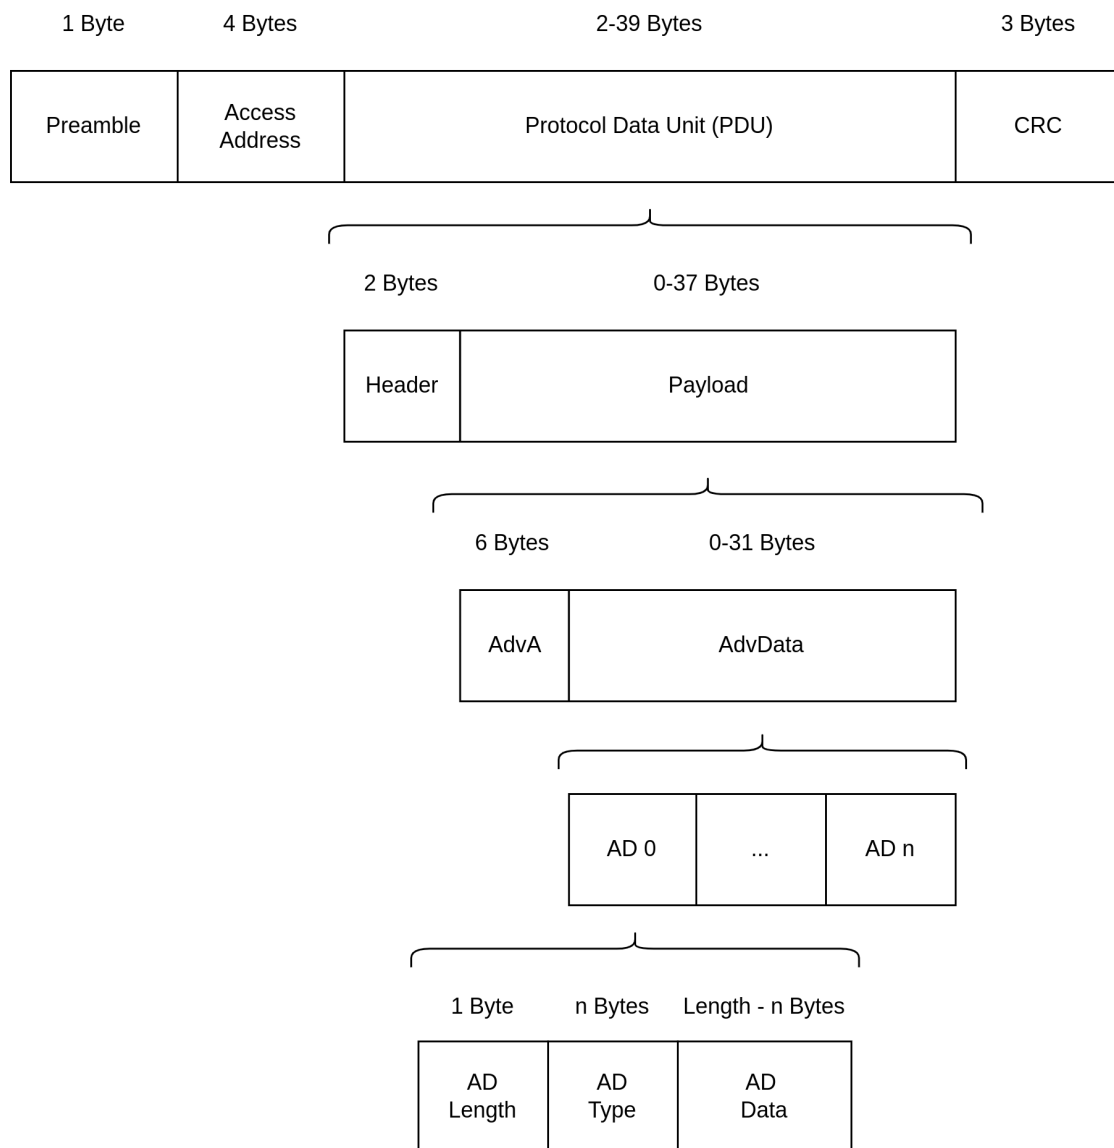 1 Byte
4 Bytes
2-39 Bytes
3 Bytes
Preamble
Access
Address
Protocol Data Unit (PDU)
CRC
2 Bytes
0-37 Bytes
Header
Payload
6 Bytes
0-31 Bytes
AdvA
AdvData
AD 0
...
AD n
1 Byte
n Bytes
Length - n Bytes
AD
Length
AD
Type
AD
Data